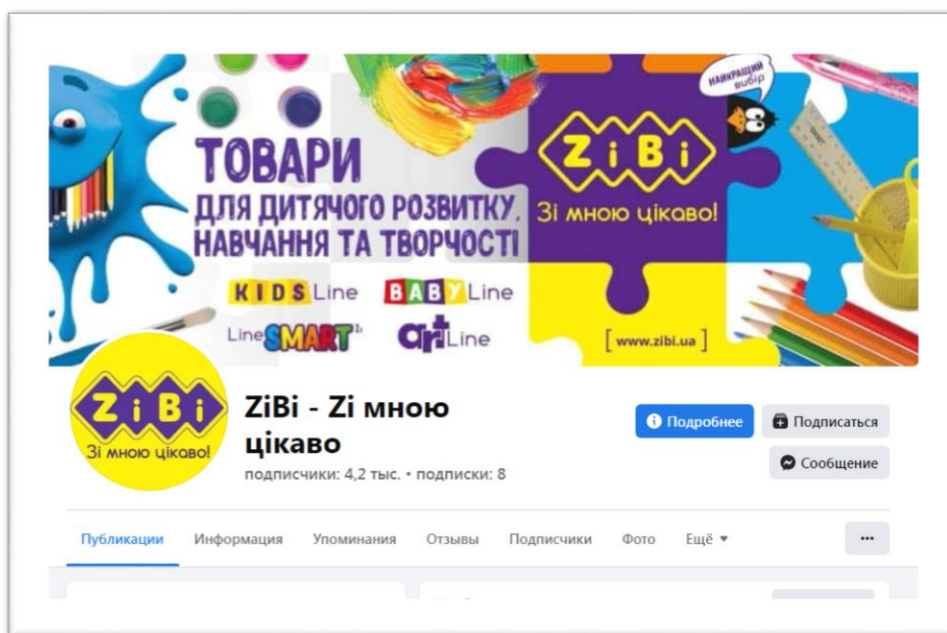 НАЙКРАЩИЙ
вибір
ZiBi
Зі мною цікаво!
ТОВАРИ
ДЛЯ ДИТЯЧОГО РОЗВИТКУ,
НАВЧАННЯ ТА ТВОРЧОСТІ
KIDS Line BABY Line
Line SMART artLine
[ www.zibi.ua ]
ZiBi
Зі мною цікаво!
ZiBi - Zi мною
цікаво
подписчики: 4,2 тыс. • подписки: 8
Подробнее
Подписаться
Сообщение
Публикации Информация Упоминания Отзывы Подписчики Фото Ещё